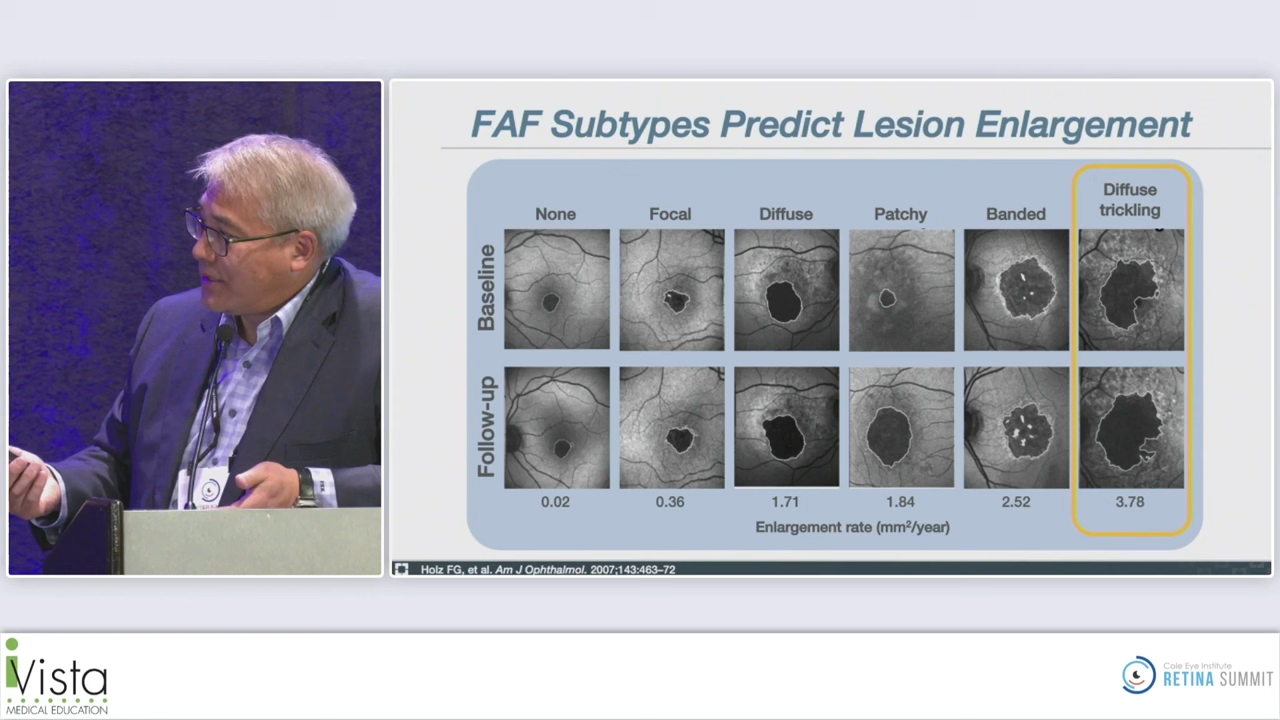 FAF Subtypes Predict Lesion Enlargement
None
Focal
Diffuse
Patchy
Banded
Diffuse
trickling
Baseline
Follow-up
0.02
0.36
1.71
1.84
2.52
3.78
Enlargement rate (mm²/year)
Holz FG, et al. Am J Ophthalmol. 2007;143:463–72
iVista
MEDICAL EDUCATION
Cole Eye Institute
RETINA SUMMIT